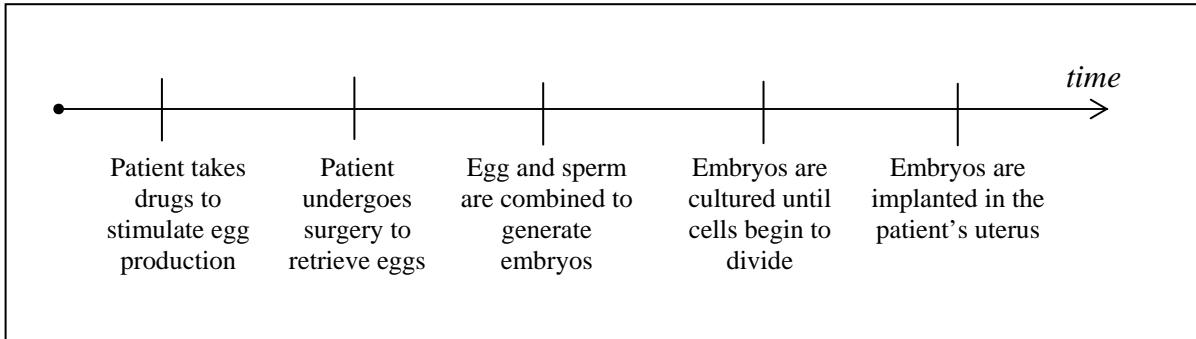 time
Patient takes
drugs to
stimulate egg
production
Patient
undergoes
surgery to
retrieve eggs
Egg and sperm
are combined to
generate
embryos
Embryos are
cultured until
cells begin to
divide
Embryos are
implanted in the
patient’s uterus